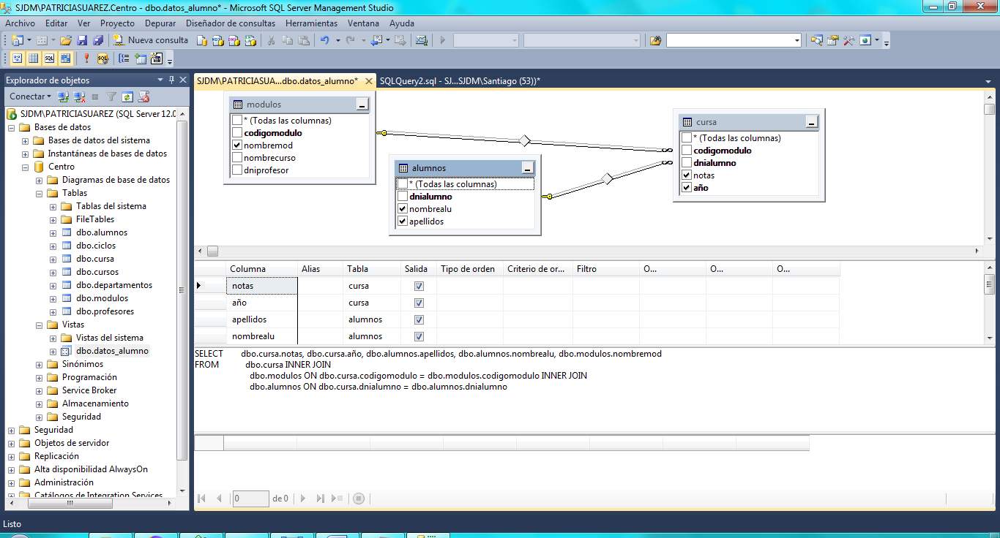 SJDM\PATRICIASUAREZ.Centro - dbo.datos_alumno* - Microsoft SQL Server Management Studio
Archivo Editar Ver Proyecto Depurar Diseñador de consultas Herramientas Ventana Ayuda
Nueva consulta
SQL
SQL
Explorador de objetos
Conectar
SJDM\PATRICIASUAREZ (SQL Server 12.0
Bases de datos
Bases de datos del sistema
Instantáneas de bases de datos
Centro
Diagramas de base de datos
Tablas
Tablas del sistema
FileTables
dbo.alumnos
dbo.ciclos
dbo.cursa
dbo.cursos
dbo.departamentos
dbo.modulos
dbo.profesores
Vistas
Vistas del sistema
dbo.datos_alumno
Sinónimos
Programación
Service Broker
Almacenamiento
Seguridad
Seguridad
Objetos de servidor
Replicación
Alta disponibilidad AlwaysOn
Administración
Catálogos de Integration Services
SJDM\PATRICIASUA...dbo.datos_alumno* SQLQuery2.sql - SJ...SJDM\Santiago (53))*
modulos
* (Todas las columnas)
codigomodulo
nombremod
nombrecurso
dniprofesor
alumnos
* (Todas las columnas)
dnialumno
nombrealu
apellidos
cursa
* (Todas las columnas)
codigomodulo
dnialumno
notas
año
Columna Alias Tabla Salida Tipo de orden Criterio de or... Filtro O... O... O...
notas cursa
año cursa
apellidos alumnos
nombrealu alumnos
SELECT dbo.cursa.notas, dbo.cursa.año, dbo.alumnos.apellidos, dbo.alumnos.nombrealu, dbo.modulos.nombremod
FROM dbo.cursa INNER JOIN
dbo.modulos ON dbo.cursa.codigomodulo = dbo.modulos.codigomodulo INNER JOIN
dbo.alumnos ON dbo.cursa.dnialumno = dbo.alumnos.dnialumno
0 de 0
Listo